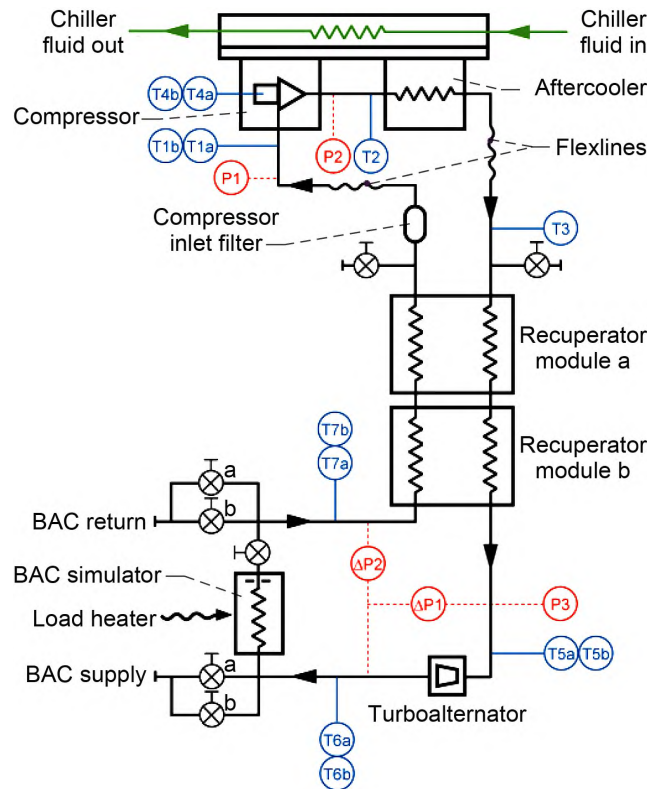 Chiller
fluid out
Chiller
fluid in
Aftercooler
T4b T4a
Compressor
T1b T1a
P2
T2
Flexlines
P1
Compressor
inlet filter
T3
Recuperator
module a
T7b
T7a
Recuperator
module b
a
b
BAC return
ΔP2
BAC simulator
ΔP1
P3
Load heater
T5a T5b
BAC supply
a
b
Turboalternator
T6a
T6b